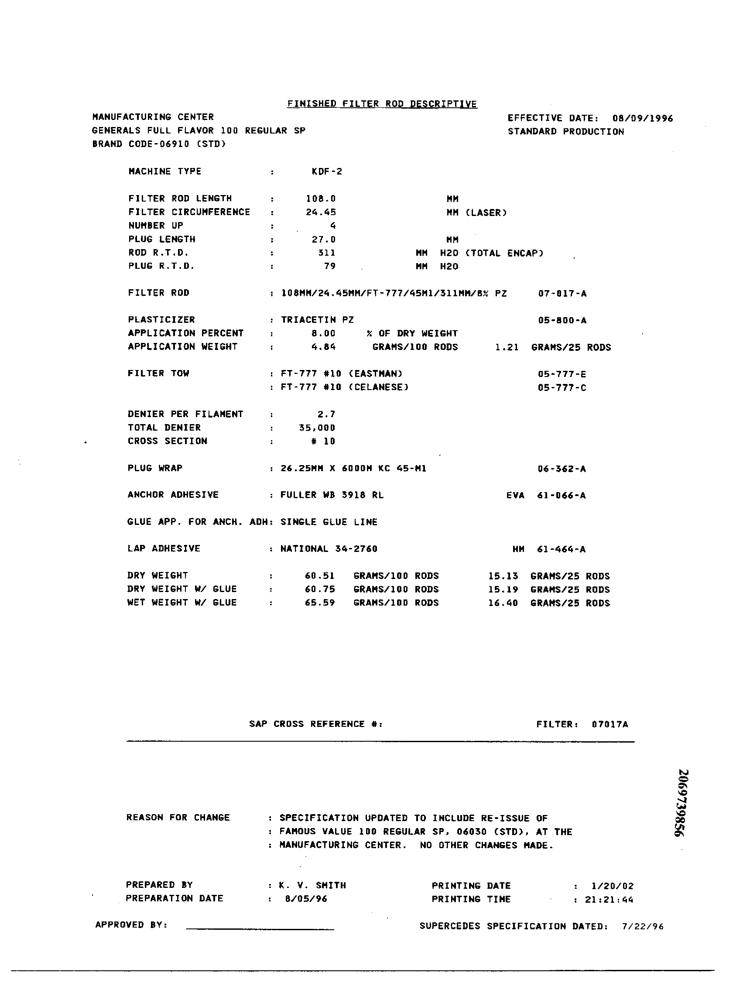 FINISHED FILTER ROD DESCRIPTIVE
MANUFACTURING CENTER EFFECTIVE DATE: 08/09/1996
GENERALS FULL FLAVOR 100 REGULAR SP STANDARD PRODUCTION
BRAND CODE-06910 (STD)
MACHINE TYPE : KDF-2
FILTER ROD LENGTH : 108.0 MM
FILTER CIRCUMFERENCE : 24.45 MM (LASER)
NUMBER UP : 4
PLUG LENGTH : 27.0 MM
ROD R.T.D. : 311 MM H2O (TOTAL ENCAP)
PLUG R.T.D. : 79 MM H2O
FILTER ROD : 108MM/24.45MM/FT-777/45M1/311MM/8% PZ 07-017-A
PLASTICIZER : TRIACETIN PZ 05-800-A
APPLICATION PERCENT : 8.00 % OF DRY WEIGHT
APPLICATION WEIGHT : 4.84 GRAMS/100 RODS 1.21 GRAMS/25 RODS
FILTER TOW : FT-777 #10 (EASTMAN) 05-777-E
: FT-777 #10 (CELANESE) 05-777-C
DENIER PER FILAMENT : 2.7
TOTAL DENIER : 35,000
CROSS SECTION : # 10
PLUG WRAP : 26.25MM X 6000M KC 45-M1 06-362-A
ANCHOR ADHESIVE : FULLER WB 3918 RL EVA 61-066-A
GLUE APP. FOR ANCH. ADH: SINGLE GLUE LINE
LAP ADHESIVE : NATIONAL 34-2760 HM 61-464-A
DRY WEIGHT : 60.51 GRAMS/100 RODS 15.13 GRAMS/25 RODS
DRY WEIGHT W/ GLUE : 60.75 GRAMS/100 RODS 15.19 GRAMS/25 RODS
WET WEIGHT W/ GLUE : 65.59 GRAMS/100 RODS 16.40 GRAMS/25 RODS
SAP CROSS REFERENCE #: FILTER: 07017A
2069739856
REASON FOR CHANGE : SPECIFICATION UPDATED TO INCLUDE RE-ISSUE OF
: FAMOUS VALUE 100 REGULAR SP, 06030 (STD), AT THE
: MANUFACTURING CENTER. NO OTHER CHANGES MADE.
PREPARED BY : K. V. SMITH PRINTING DATE : 1/20/02
PREPARATION DATE : 8/05/96 PRINTING TIME : 21:21:44
APPROVED BY: SUPERCEDES SPECIFICATION DATED: 7/22/96